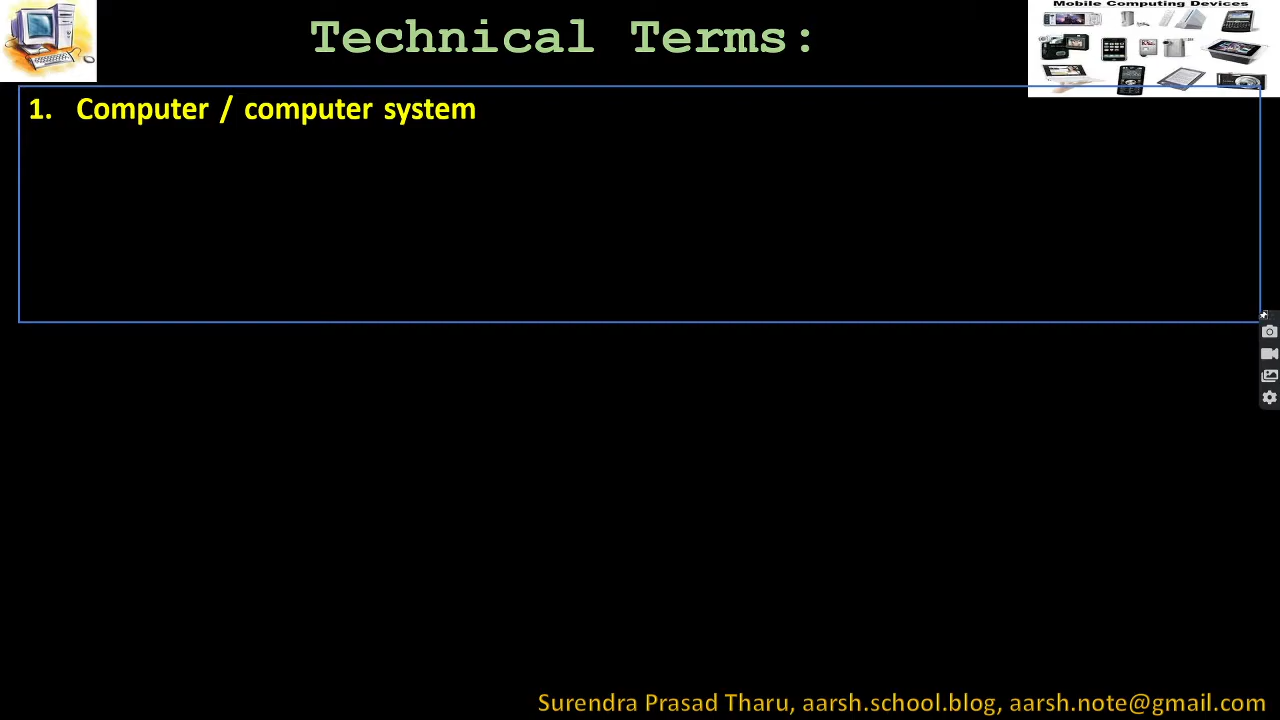 Technical Terms:
Mobile Computing Devices
1. Computer / computer system
Surendra Prasad Tharu, aarsh.school.blog, aarsh.note@gmail.com